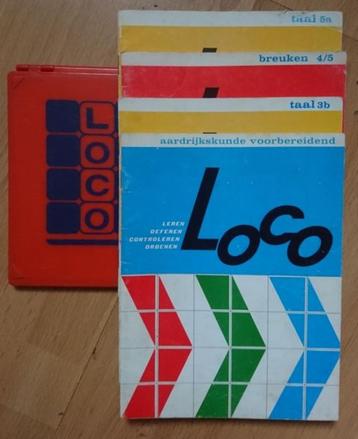 taal 5a
breuken 4/5
taal 3b
aardrijkskunde voorbereidend
LEREN
OEFENEN
CONTROLEREN
ORDENEN
Loco
LOCO